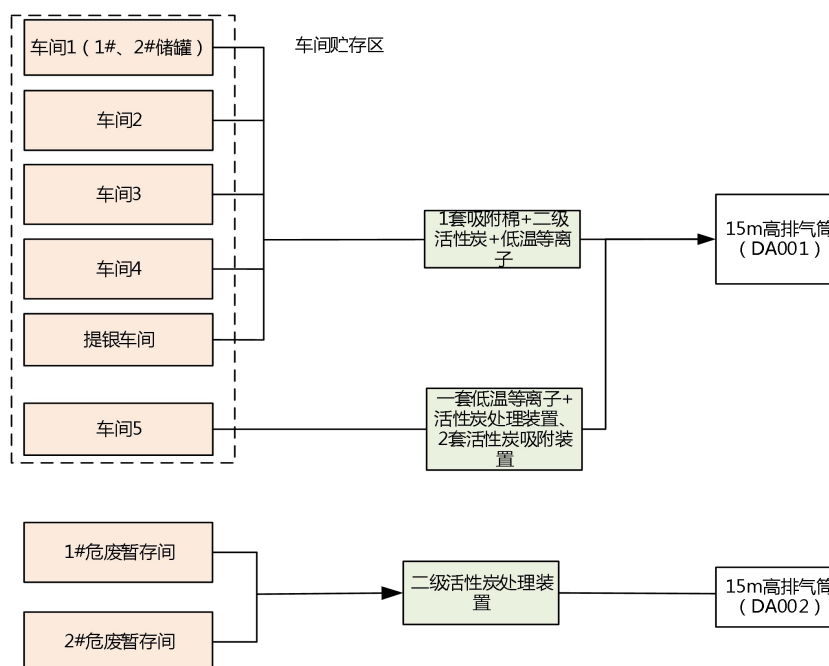 车间1（1#、2#储罐）
车间贮存区
车间2
车间3
车间4
提银车间
车间5
1套吸附棉+二级
活性炭+低温等离
子
一套低温等离子+
活性炭处理装置、
2套活性炭吸附装
置
15m高排气筒
（DA001）
1#危废暂存间
2#危废暂存间
二级活性炭处理装
置
15m高排气筒
（DA002）